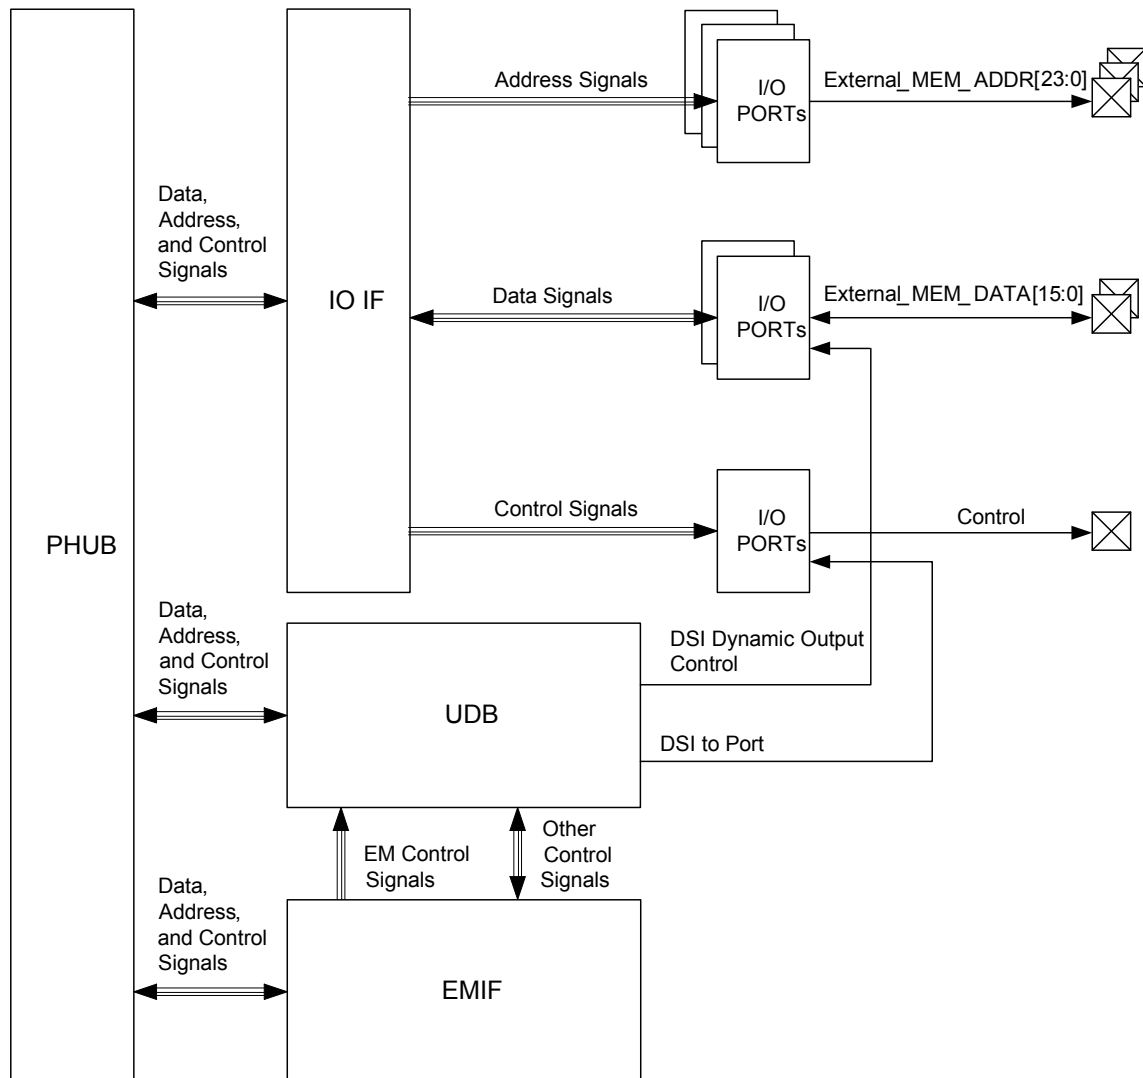 Address Signals
I/O
PORTs
External_MEM_ADDR[23:0]
Data,
Address,
and Control
Signals
IO IF
Data Signals
I/O
PORTs
External_MEM_DATA[15:0]
Control Signals
I/O
PORTs
Control
PHUB
Data,
Address,
and Control
Signals
UDB
DSI Dynamic Output
Control
DSI to Port
EM Control
Signals
Other
Control
Signals
Data,
Address,
and Control
Signals
EMIF